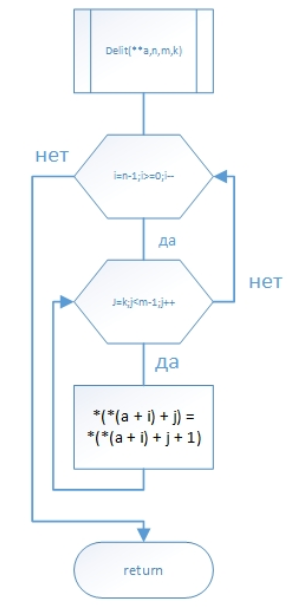 Delit(**a,n,m,k)
нет
i=n-1;i>=0;i--
да
нет
J=k;j<m-1;j++
да
*(*(a + i) + j) =
*(*(a + i) + j + 1)
return